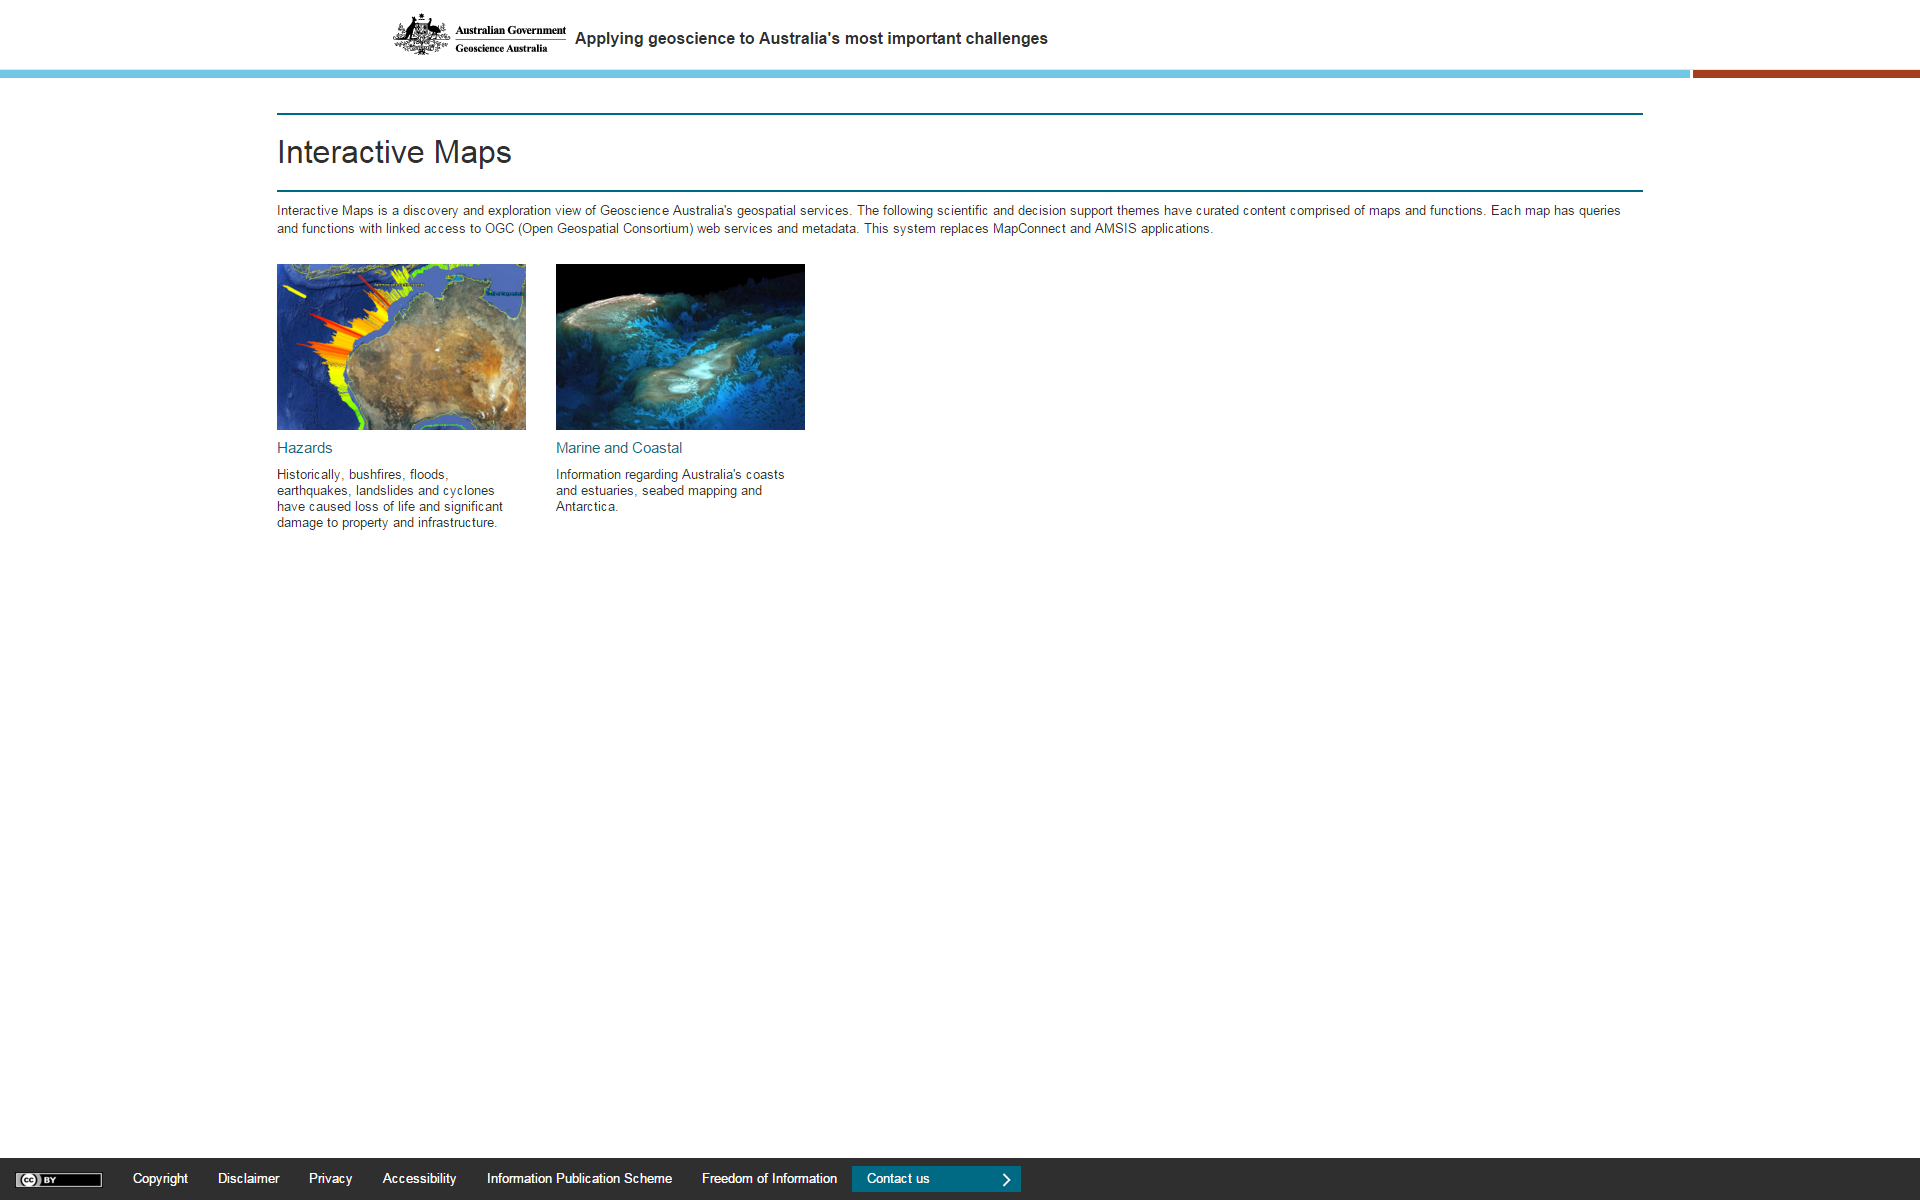 Australian Government
Geoscience Australia
Applying geoscience to Australia's most important challenges
Interactive Maps
Interactive Maps is a discovery and exploration view of Geoscience Australia's geospatial services. The following scientific and decision support themes have curated content comprised of maps and functions. Each map has queries
and functions with linked access to OGC (Open Geospatial Consortium) web services and metadata. This system replaces MapConnect and AMSIS applications.
Hazards
Historically, bushfires, floods,
earthquakes, landslides and cyclones
have caused loss of life and significant
damage to property and infrastructure.
Marine and Coastal
Information regarding Australia's coasts
and estuaries, seabed mapping and
Antarctica.
cc BY
Copyright
Disclaimer
Privacy
Accessibility
Information Publication Scheme
Freedom of Information
Contact us